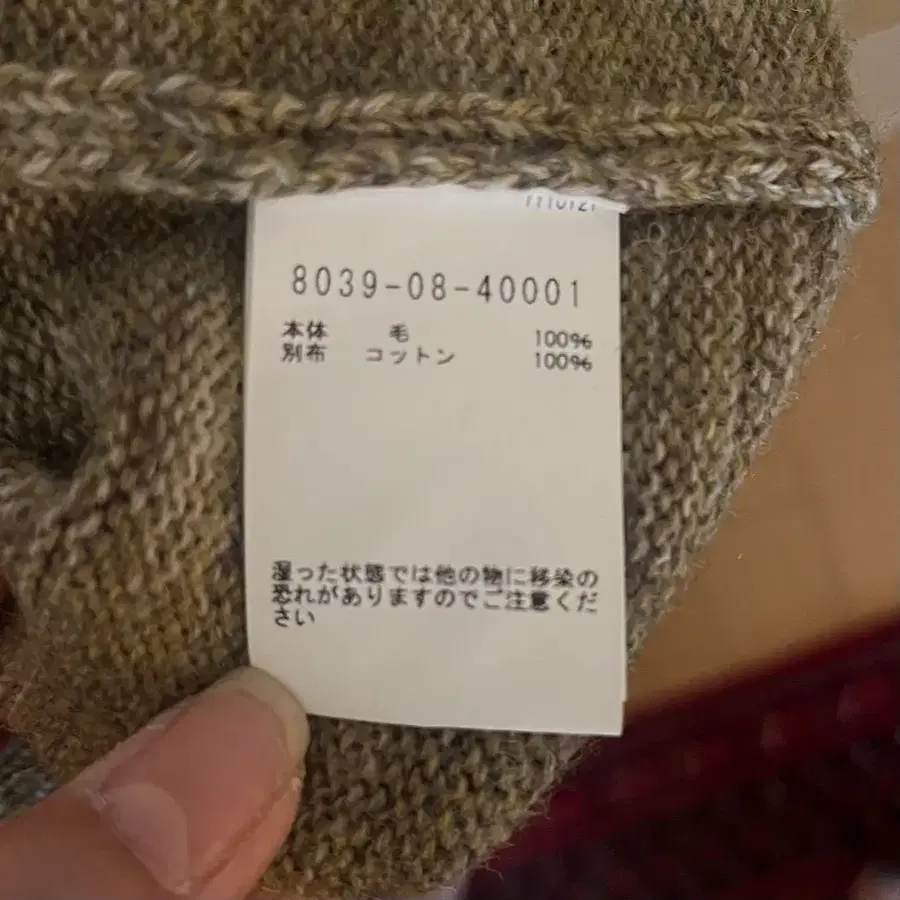 8039-08-40001
本体 毛 100%
別布 コットン 100%
湿った状態では他の物に移染の
恐れがありますのでご注意くだ
さい